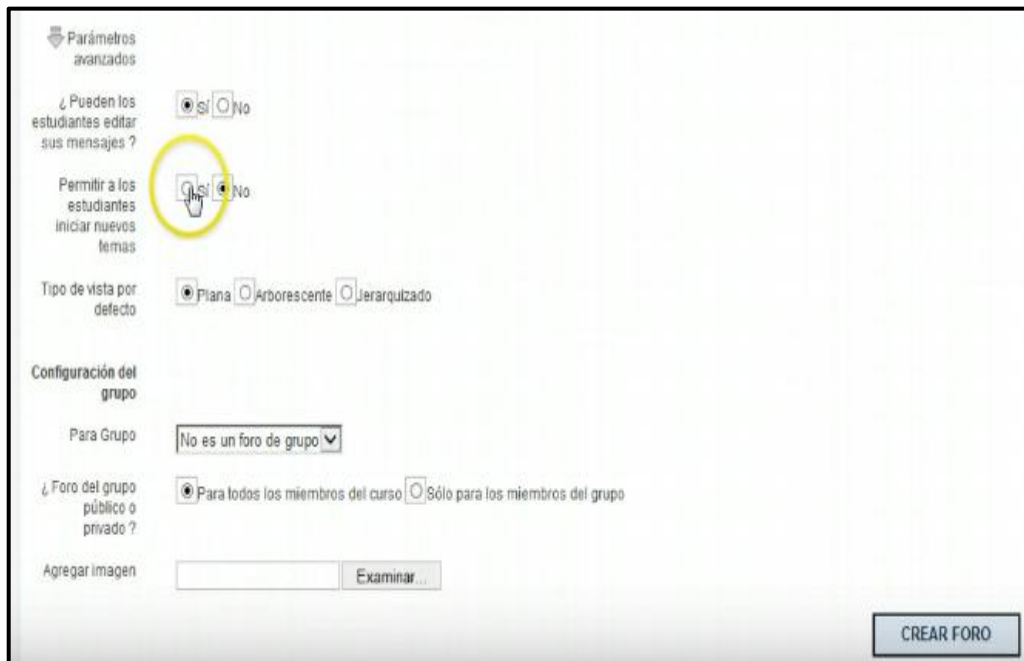 Parámetros
avanzados
¿ Pueden los
estudiantes editar
sus mensajes ?
Sí No
Permitir a los
estudiantes
iniciar nuevos
temas
Sí No
Tipo de vista por
defecto
Plana Arborescente Jerarquizado
Configuración del
grupo
Para Grupo
No es un foro de grupo
¿ Foro del grupo
público o
privado ?
Para todos los miembros del curso Sólo para los miembros del grupo
Agregar imagen
Examinar...
CREAR FORO